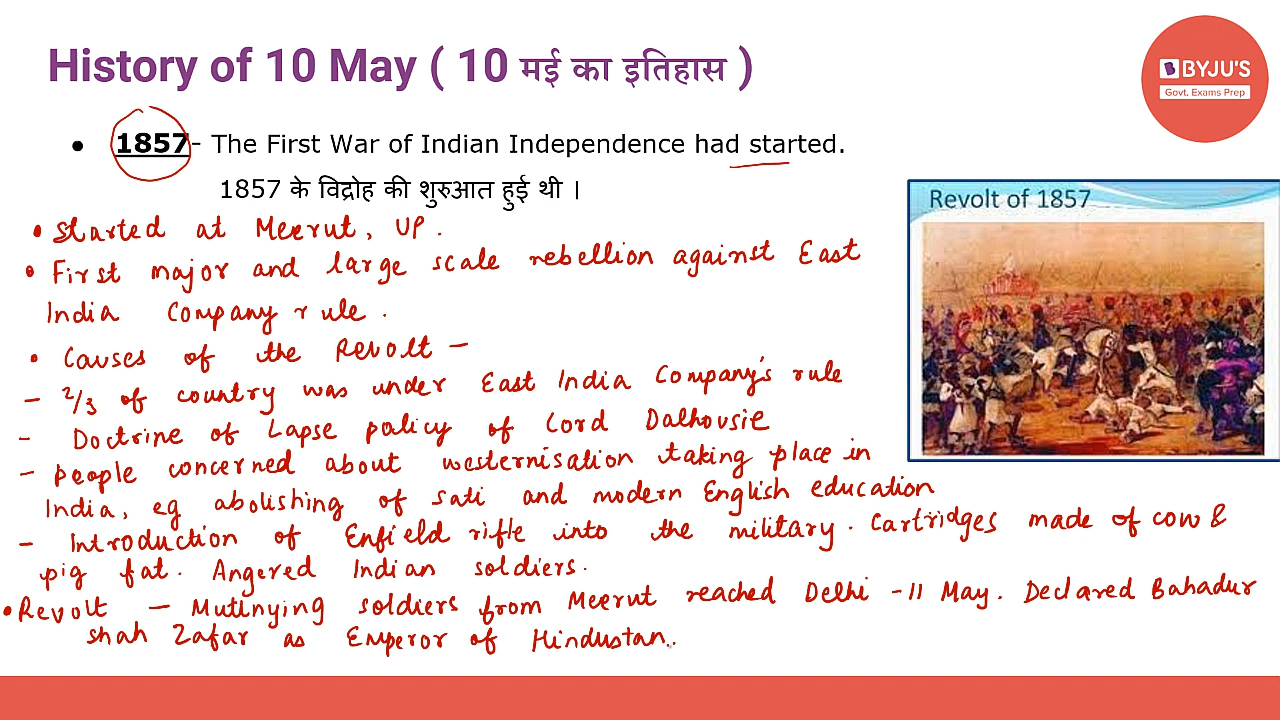 History of 10 May ( 10 मई का इतिहास )
BYJU'S
Govt. Exams Prep
• 1857- The First War of Indian Independence had started.
1857 के विद्रोह की शुरुआत हुई थी ।
Revolt of 1857
• Started at Meerut, UP.
• First major and large scale rebellion against East
India Company rule.
• Causes of the Revolt –
– 2/3 of country was under East India Company's rule
– Doctrine of Lapse policy of Lord Dalhousie
– People concerned about westernisation taking place in
India, eg abolishing of sati and modern English education
– Introduction of Enfield rifle into the military. Cartridges made of cow &
pig fat. Angered Indian soldiers.
• Revolt – Mutinying soldiers from Meerut reached Delhi - 11 May. Declared Bahadur
shah Zafar as Emperor of Hindustan.